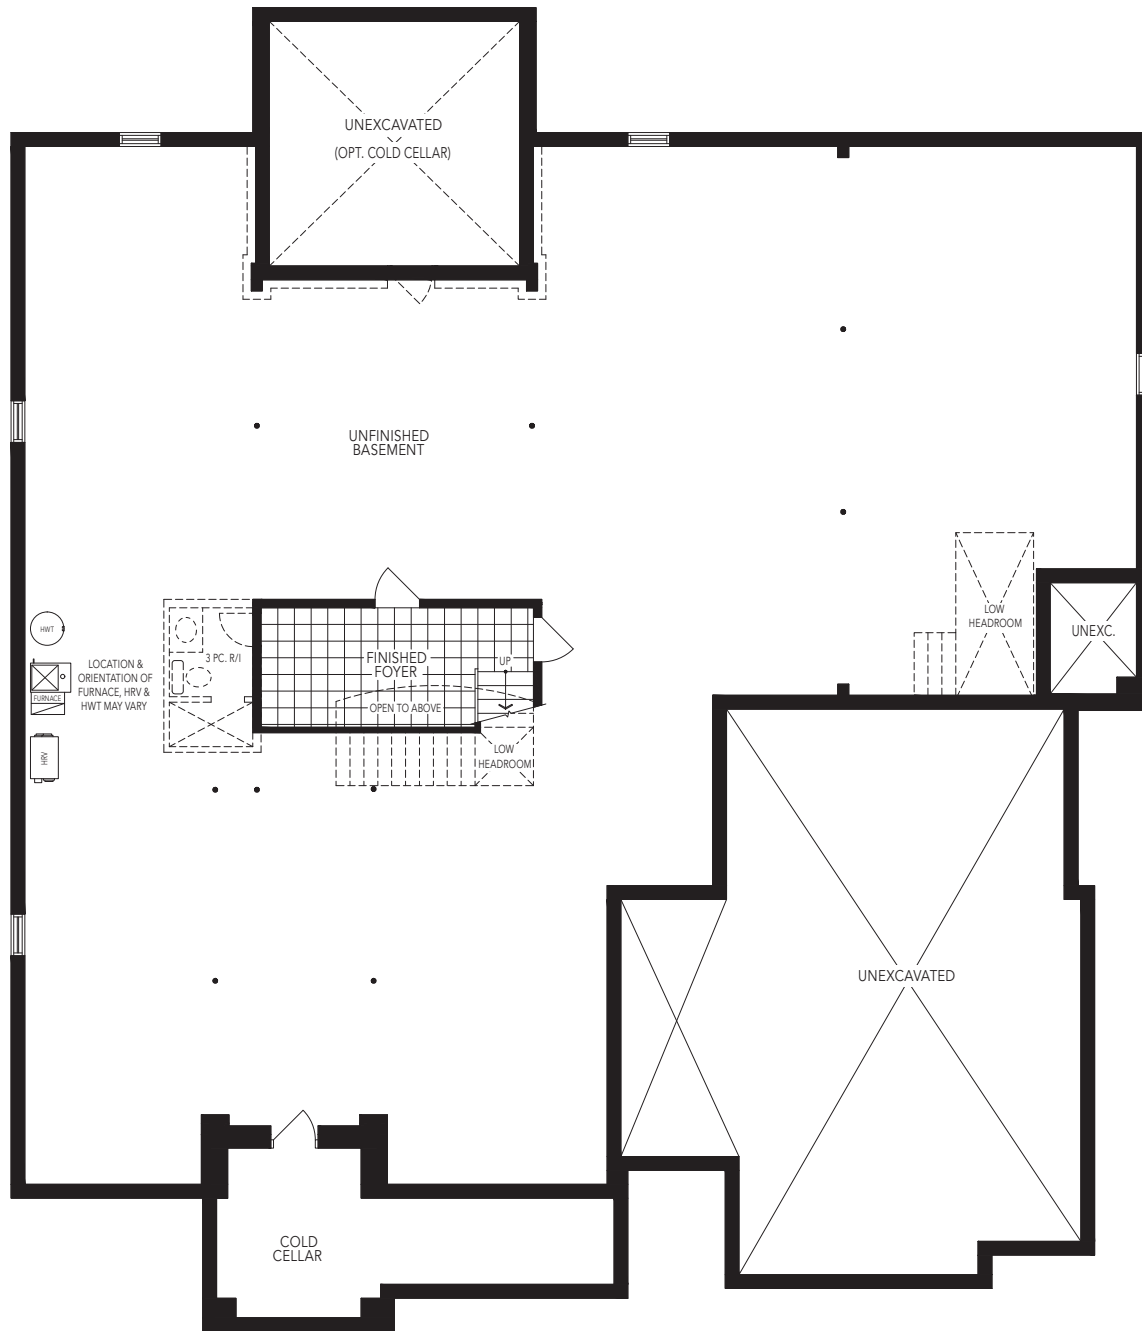 UNEXCAVATED
(OPT. COLD CELLAR)
UNFINISHED
BASEMENT
LOW
HEADROOM
UNEXC.
HWT
LOCATION &
ORIENTATION OF
FURNACE, HRV &
HWT MAY VARY
FURNACE
HRV
3 PC. R/I
FINISHED
FOYER
UP
OPEN TO ABOVE
LOW
HEADROOM
UNEXCAVATED
COLD
CELLAR